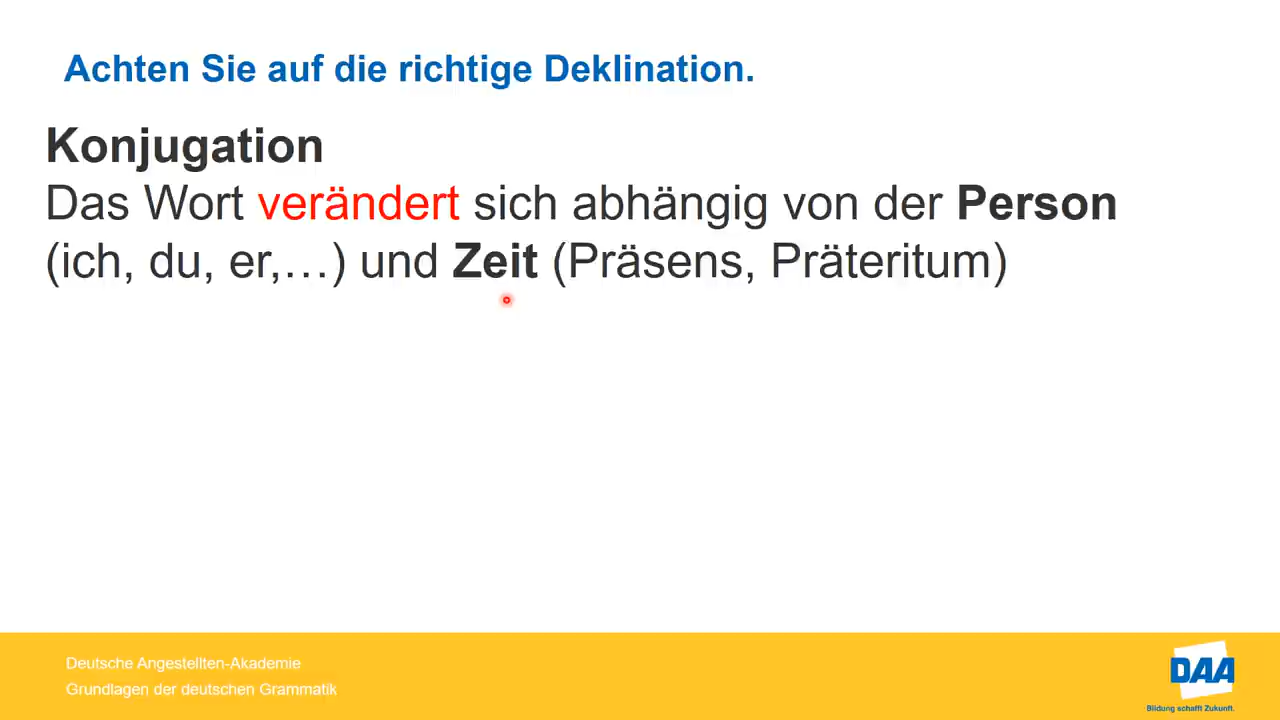 Achten Sie auf die richtige Deklination.
Konjugation
Das Wort verändert sich abhängig von der Person
(ich, du, er,…) und Zeit (Präsens, Präteritum)
Deutsche Angestellten-Akademie
Grundlagen der deutschen Grammatik
DAA
Bildung schafft Zukunft.